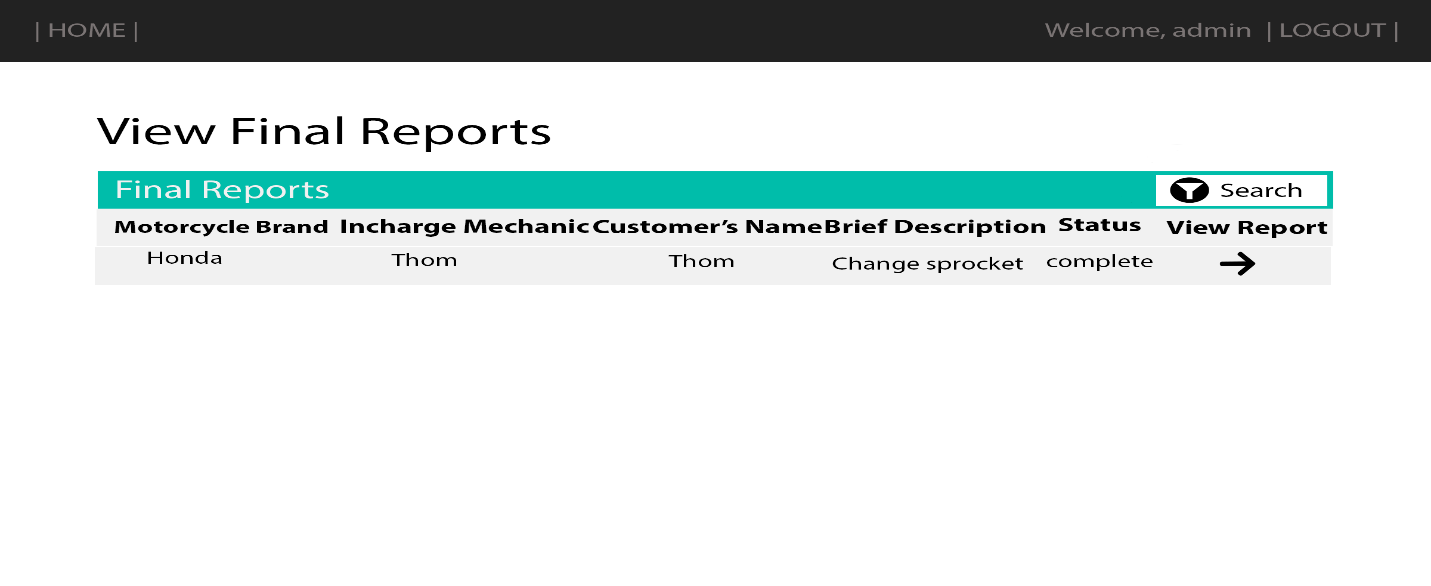 | HOME | Welcome, admin | LOGOUT |
View Final Reports
Final Reports Search
Motorcycle Brand Incharge Mechanic Customer's Name Brief Description Status View Report
Honda Thom Thom Change sprocket complete